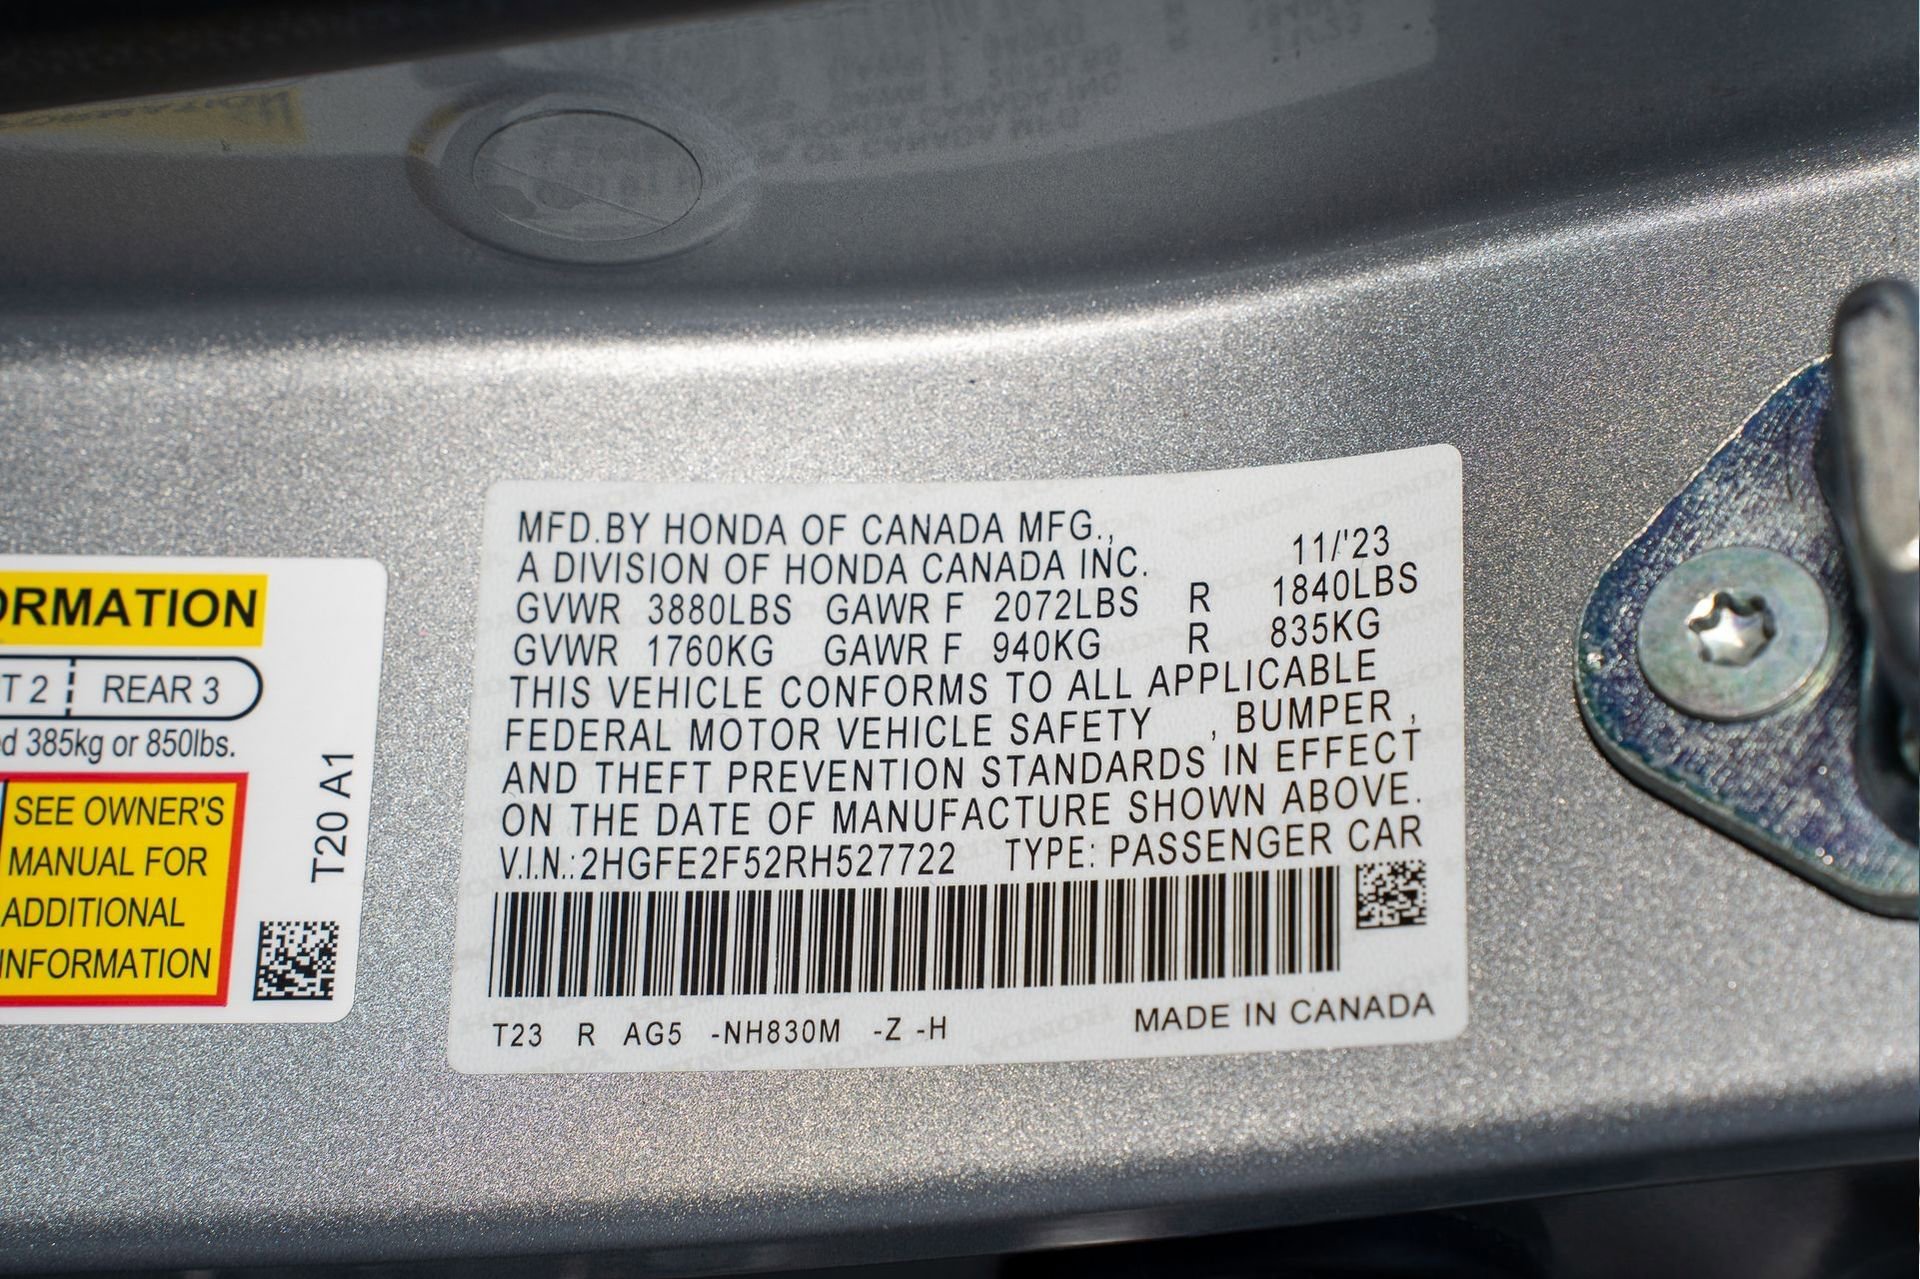 MFD.BY HONDA OF CANADA MFG.,
A DIVISION OF HONDA CANADA INC. 11/'23
GVWR 3880LBS GAWR F 2072LBS R 1840LBS
GVWR 1760KG GAWR F 940KG R 835KG
THIS VEHICLE CONFORMS TO ALL APPLICABLE
FEDERAL MOTOR VEHICLE SAFETY , BUMPER ,
AND THEFT PREVENTION STANDARDS IN EFFECT
ON THE DATE OF MANUFACTURE SHOWN ABOVE.
V.I.N.:2HGFE2F52RH527722 TYPE: PASSENGER CAR
T23 R AG5 -NH830M -Z -H MADE IN CANADA
ORMATION
T 2 REAR 3
d 385kg or 850lbs.
SEE OWNER'S
MANUAL FOR
ADDITIONAL
INFORMATION
T20 A1